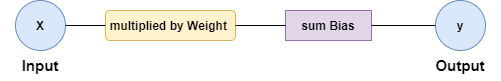 X
multiplied by Weight
sum Bias
y
Input
Output